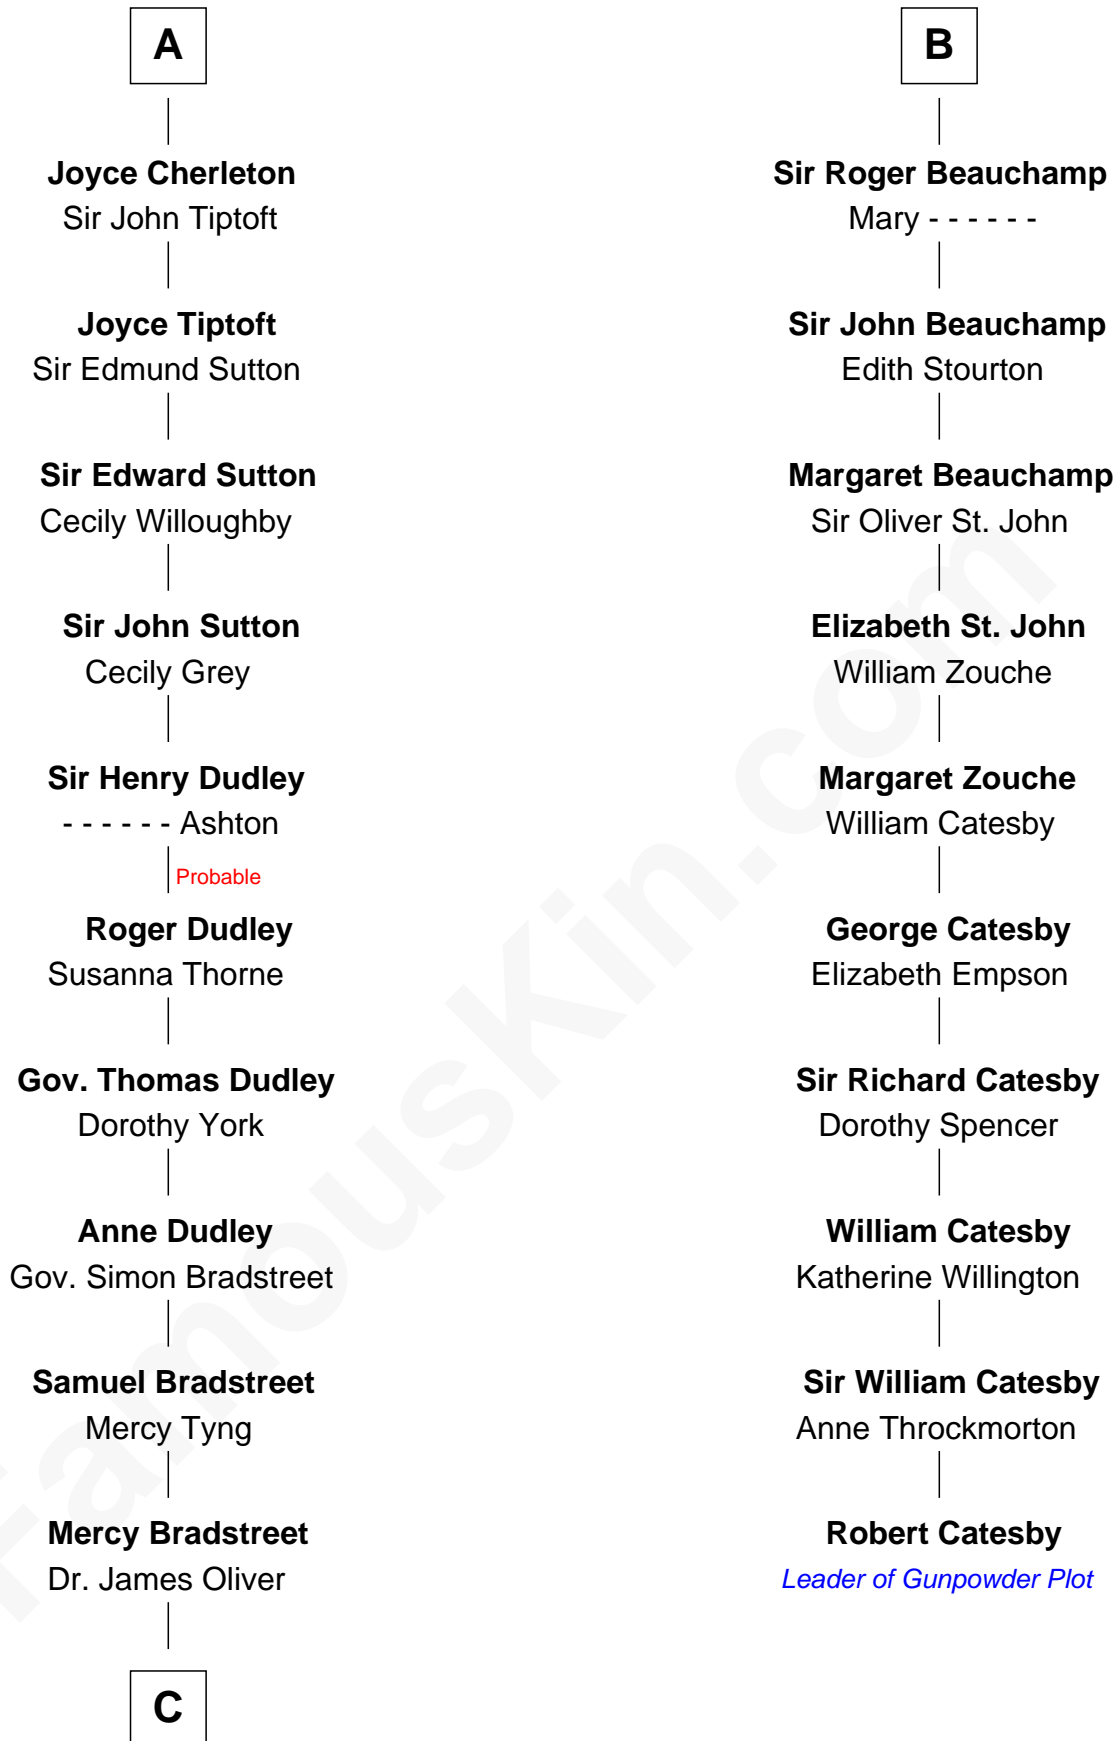 A
Joyce Cherleton
Sir John Tiptoft
Joyce Tiptoft
Sir Edmund Sutton
Sir Edward Sutton
Cecily Willoughby
Sir John Sutton
Cecily Grey
Sir Henry Dudley
- - - - - - Ashton
Probable
Roger Dudley
Susanna Thorne
Gov. Thomas Dudley
Dorothy York
Anne Dudley
Gov. Simon Bradstreet
Samuel Bradstreet
Mercy Tyng
Mercy Bradstreet
Dr. James Oliver
C
B
Sir Roger Beauchamp
Mary - - - - - -
Sir John Beauchamp
Edith Stourton
Margaret Beauchamp
Sir Oliver St. John
Elizabeth St. John
William Zouche
Margaret Zouche
William Catesby
George Catesby
Elizabeth Empson
Sir Richard Catesby
Dorothy Spencer
William Catesby
Katherine Willington
Sir William Catesby
Anne Throckmorton
Robert Catesby
Leader of Gunpowder Plot
FamousKin.com